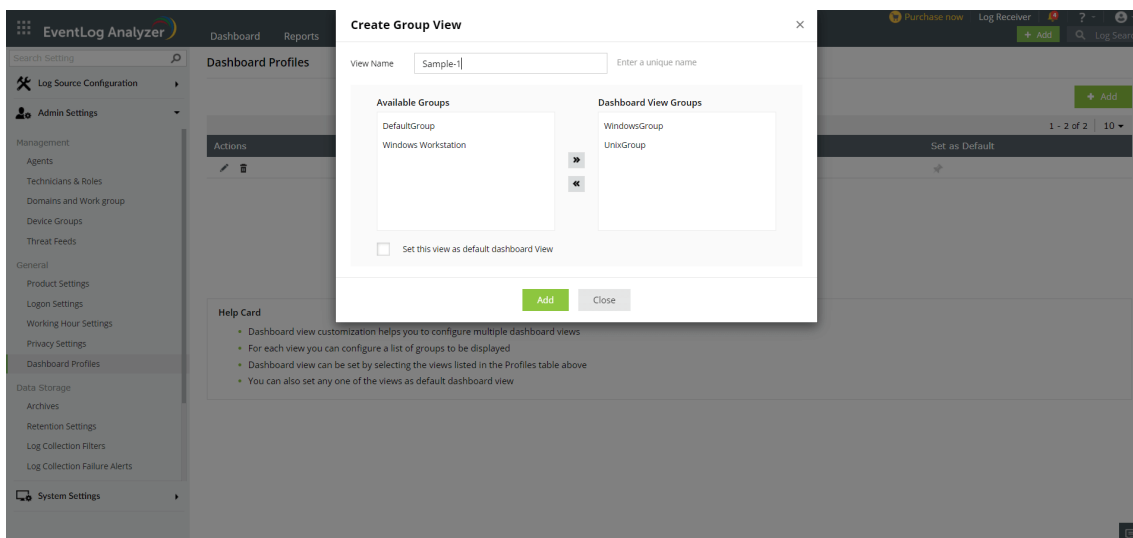 EventLog Analyzer
Dashboard Reports
Purchase now Log Receiver ?
+ Add Log Sear
Search Setting
Log Source Configuration
Admin Settings
Management
Agents
Technicians & Roles
Domains and Work group
Device Groups
Threat Feeds
General
Product Settings
Logon Settings
Working Hour Settings
Privacy Settings
Dashboard Profiles
Data Storage
Archives
Retention Settings
Log Collection Filters
Log Collection Failure Alerts
System Settings
Dashboard Profiles
+ Add
1 - 2 of 2 10
Actions Set as Default
Create Group View
View Name Sample-1 Enter a unique name
Available Groups Dashboard View Groups
DefaultGroup WindowsGroup
Windows Workstation UnixGroup
Set this view as default dashboard View
Add Close
Help Card
Dashboard view customization helps you to configure multiple dashboard views
For each view you can configure a list of groups to be displayed
Dashboard view can be set by selecting the views listed in the Profiles table above
You can also set any one of the views as default dashboard view